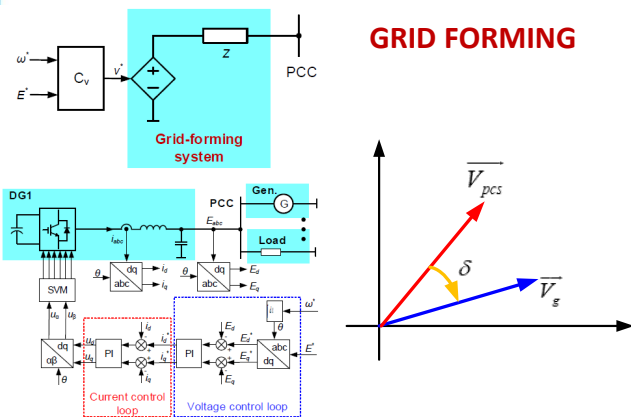 GRID FORMING
ω*
E*
Cv
v*
Z
PCC
Grid-forming
system
DG1
PCC
Gen.
G
Load
iabc
Eabc
θ
dq
abc
id
iq
θ
dq
abc
Ed
Eq
SVM
uα
uβ
dq
αβ
θ
ud
uq
PI
id
id*
iq*
iq
PI
Ed
Ed*
Eq*
Eq
θ
abc
dq
ω*
E*
Current control
loop
Voltage control loop
Vpcs
δ
Vg